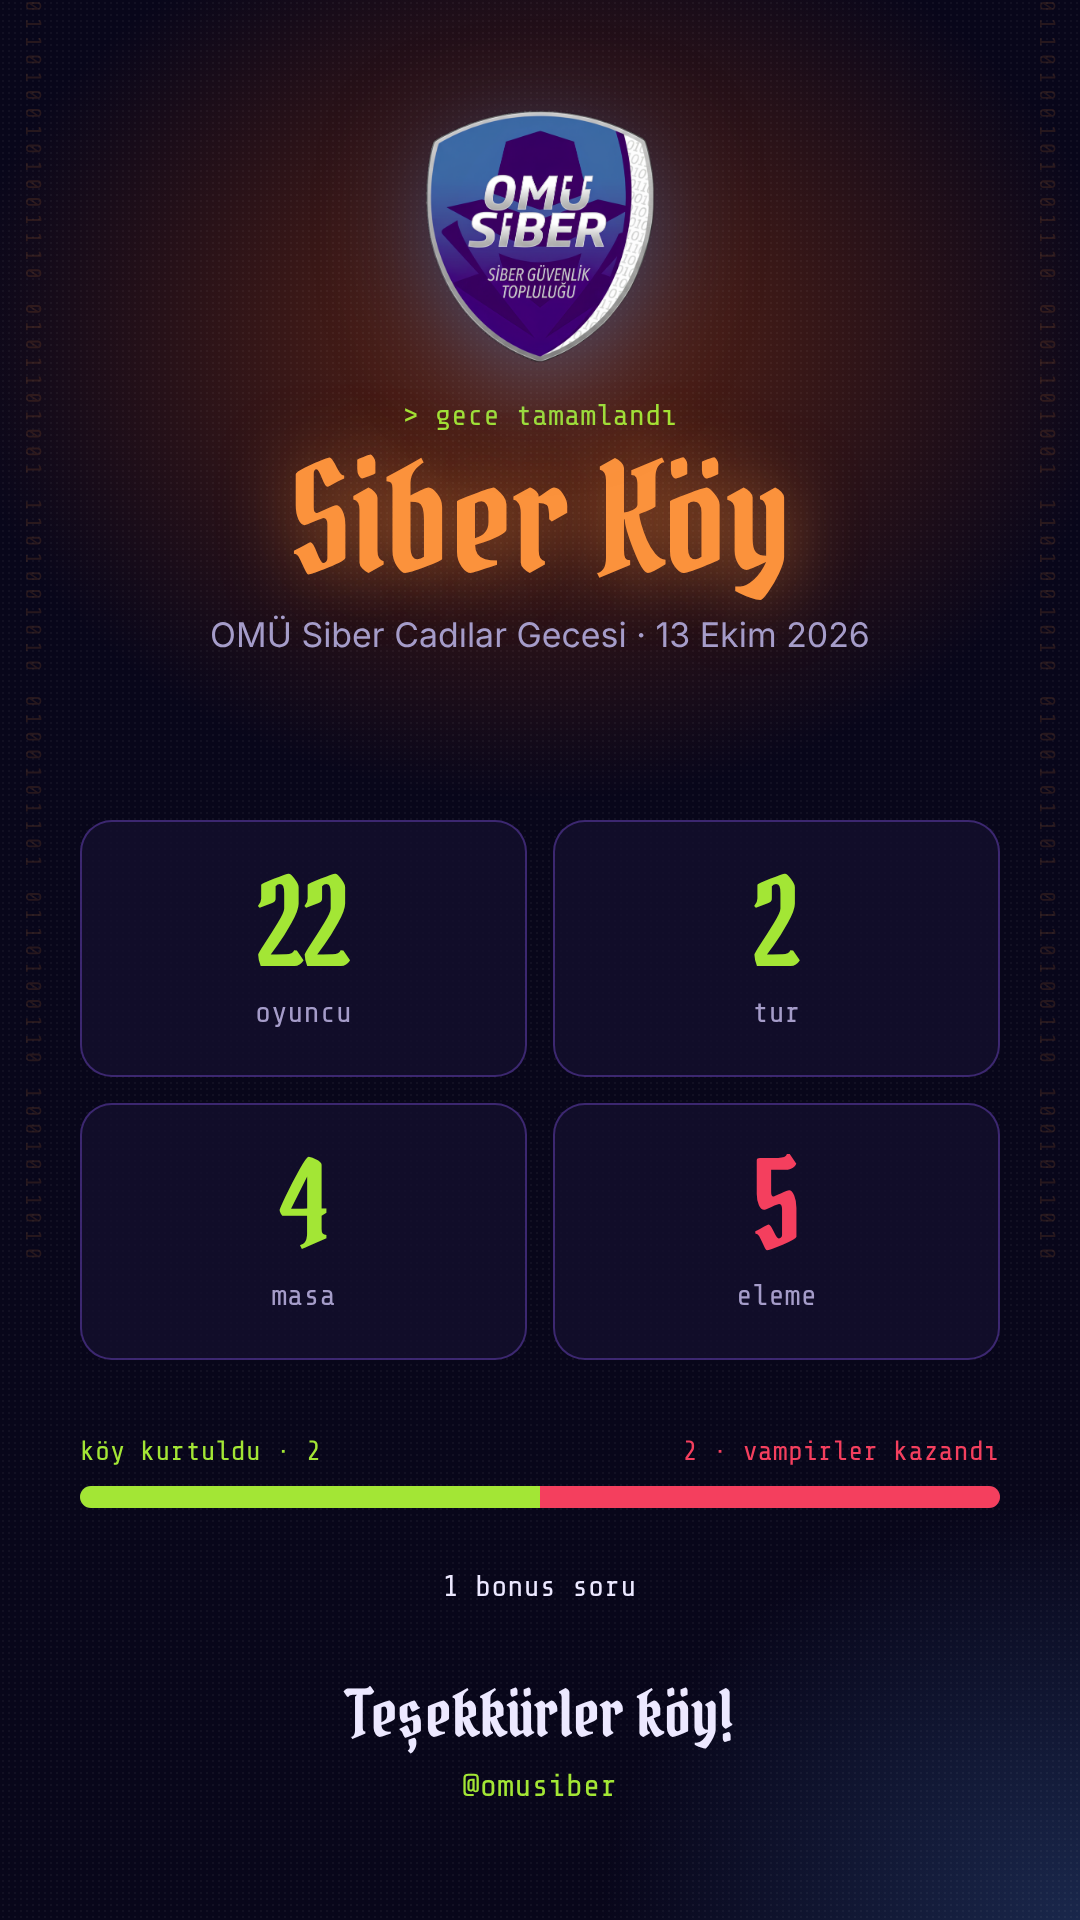 OMÜ
SİBER
SİBER GÜVENLİK
TOPLULUĞU
> gece tamamlandı
Siber Köy
OMÜ Siber Cadılar Gecesi · 13 Ekim 2026
22
oyuncu
2
tur
4
masa
5
eleme
köy kurtuldu · 2
2 · vampirler kazandı
1 bonus soru
Teşekkürler köy!
@omusiber